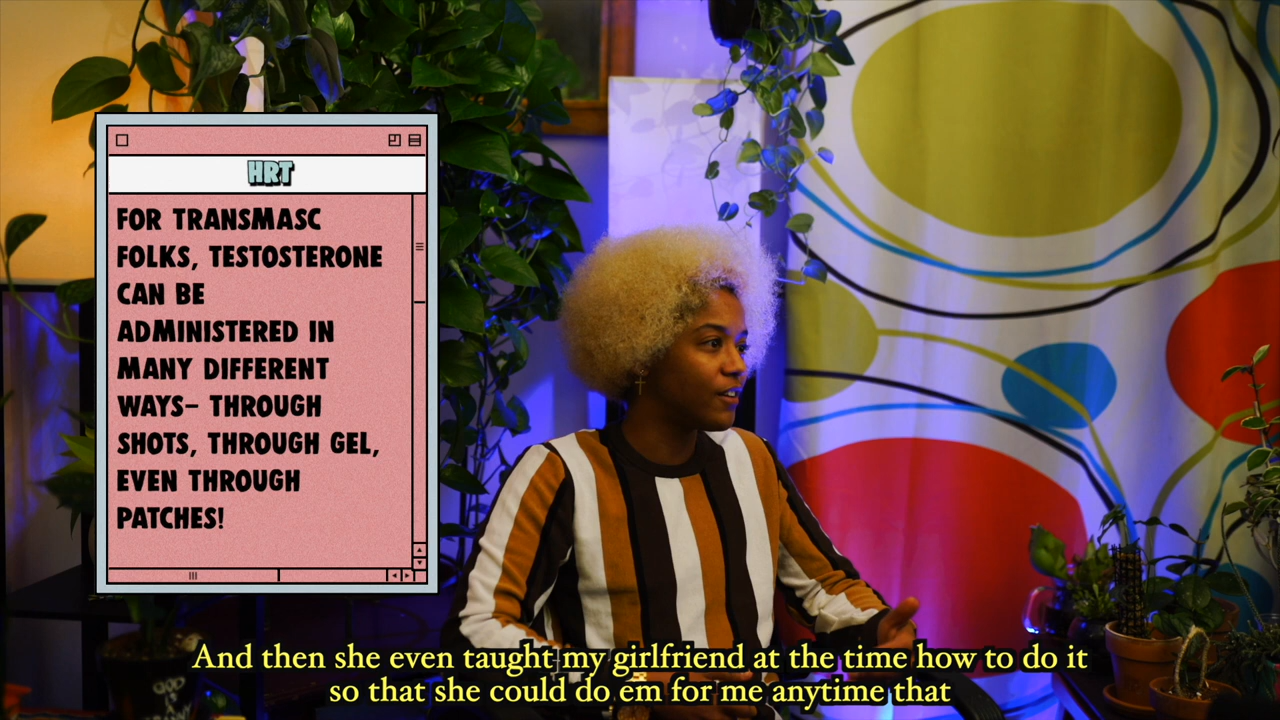 HRT
FOR TRANSMASC
FOLKS, TESTOSTERONE
CAN BE
ADMINISTERED IN
MANY DIFFERENT
WAYS– THROUGH
SHOTS, THROUGH GEL,
EVEN THROUGH
PATCHES!
And then she even taught my girlfriend at the time how to do it
so that she could do em for me anytime that